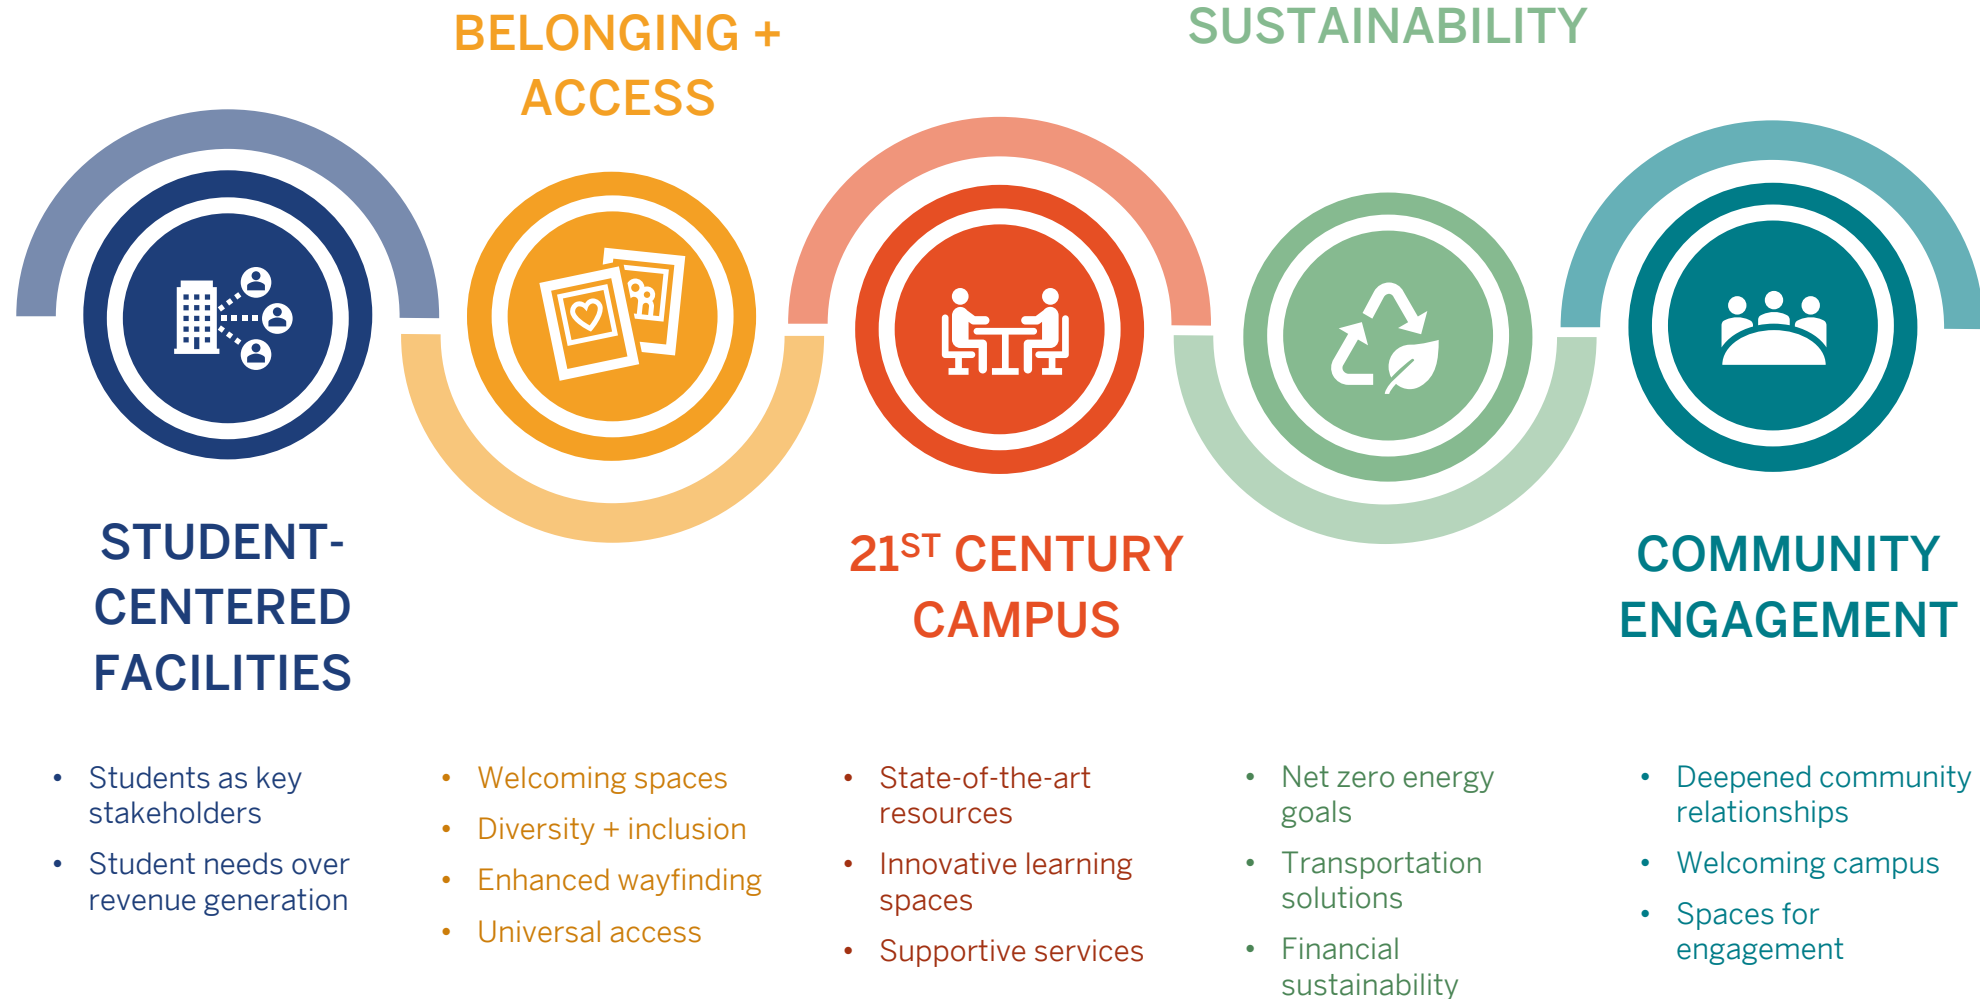 BELONGING +
ACCESS
SUSTAINABILITY
STUDENT-
CENTERED
FACILITIES
21ST CENTURY
CAMPUS
COMMUNITY
ENGAGEMENT
• Students as key
stakeholders
• Student needs over
revenue generation
• Welcoming spaces
• Diversity + inclusion
• Enhanced wayfinding
• Universal access
• State-of-the-art
resources
• Innovative learning
spaces
• Supportive services
• Net zero energy
goals
• Transportation
solutions
• Financial
sustainability
• Deepened community
relationships
• Welcoming campus
• Spaces for
engagement